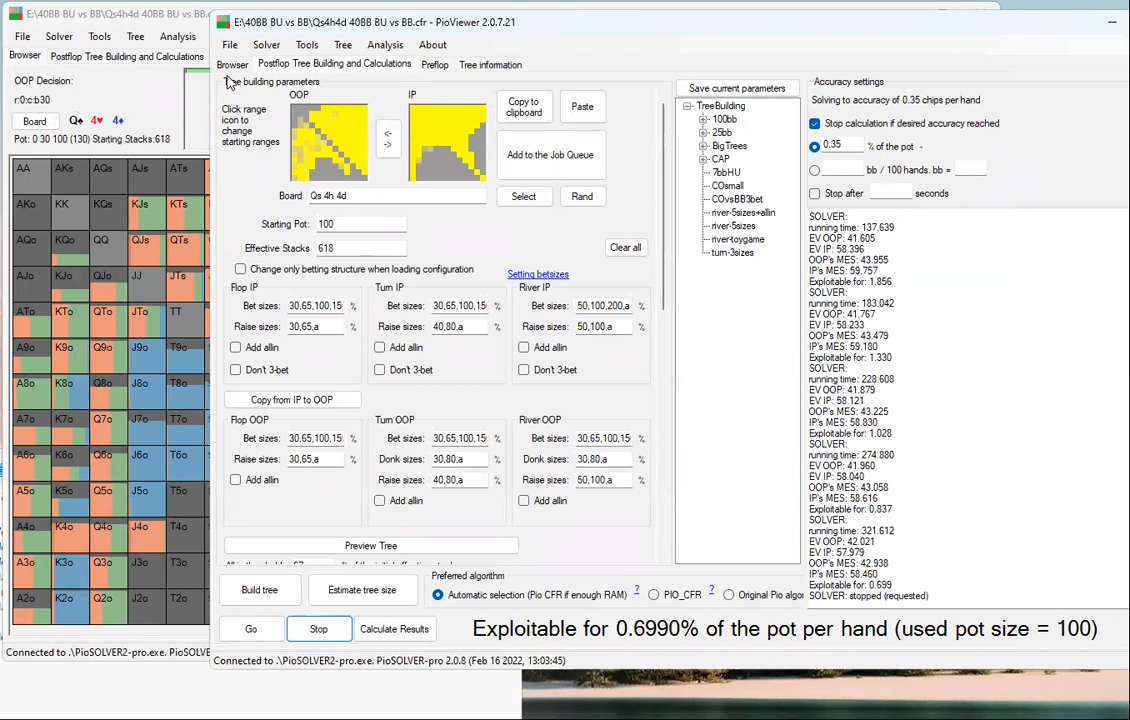 E:\40BB BU vs BB\Qs4h4d 40BB BU vs BB.c
File Solver Tools Tree Analysis
Browser Postflop Tree Building and Calculations
OOP Decision:
r:0:c:b30
Board Q♠ 4♥ 4♦
Pot: 0 30 100 (130) Starting Stacks:618
AA AKs AQs AJs ATs
AKo KK KQs KJs KTs
AQo KQo QQ QJs QTs
AJo KJo QJo JJ JTs
ATo KTo QTo JTo TT
A9o K9o Q9o J9o T9o
A8o K8o Q8o J8o T8o
A7o K7o Q7o J7o T7o
A6o K6o Q6o J6o T6o
A5o K5o Q5o J5o T5o
A4o K4o Q4o J4o T4o
A3o K3o Q3o J3o T3o
A2o K2o Q2o J2o T2o
Connected to .\PioSOLVER2-pro.exe. PioSOLV
E:\40BB BU vs BB\Qs4h4d 40BB BU vs BB.cfr - PioViewer 2.0.7.21
File Solver Tools Tree Analysis About
Browser Postflop Tree Building and Calculations Preflop Tree information
Tree building parameters
Click range
icon to
change
starting ranges
OOP
IP
<-
->
Copy to
clipboard
Paste
Add to the Job Queue
Board Qs 4h 4d Select Rand
Starting Pot: 100
Effective Stacks 618 Clear all
Change only betting structure when loading configuration Setting betsizes
Flop IP
Bet sizes: 30,65,100,15 %
Raise sizes: 30,65,a %
Add allin
Don't 3-bet
Turn IP
Bet sizes: 30,65,100,15 %
Raise sizes: 40,80,a %
Add allin
Don't 3-bet
River IP
Bet sizes: 50,100,200,a %
Raise sizes: 50,100,a %
Add allin
Don't 3-bet
Copy from IP to OOP
Flop OOP
Bet sizes: 30,65,100,15 %
Raise sizes: 30,65,a %
Add allin
Turn OOP
Bet sizes: 30,65,100,15 %
Donk sizes: 30,80,a %
Raise sizes: 40,80,a %
Add allin
River OOP
Bet sizes: 30,65,100,15 %
Donk sizes: 30,80,a %
Raise sizes: 50,100,a %
Add allin
Preview Tree
Build tree Estimate tree size
Preferred algorithm
Automatic selection (Pio CFR if enough RAM) ? PIO_CFR ? Original Pio algor
Go Stop Calculate Results
Exploitable for 0.6990% of the pot per hand (used pot size = 100)
Connected to .\PioSOLVER2-pro.exe. PioSOLVER-pro 2.0.8 (Feb 16 2022, 13:03:45)
Save current parameters
TreeBuilding
100bb
25bb
BigTrees
CAP
7bbHU
COsmall
COvsBB3bet
river-5sizes+allin
river-5sizes
river-toygame
turn-3sizes
Accuracy settings
Solving to accuracy of 0.35 chips per hand
Stop calculation if desired accuracy reached
0.35 % of the pot -
bb / 100 hands. bb =
Stop after seconds
SOLVER:
running time: 137.639
EV OOP: 41.605
EV IP: 58.396
OOP's MES: 43.955
IP's MES: 59.757
Exploitable for: 1.856
SOLVER:
running time: 183.042
EV OOP: 41.767
EV IP: 58.233
OOP's MES: 43.479
IP's MES: 59.180
Exploitable for: 1.330
SOLVER:
running time: 228.608
EV OOP: 41.879
EV IP: 58.121
OOP's MES: 43.225
IP's MES: 58.830
Exploitable for: 1.028
SOLVER:
running time: 274.880
EV OOP: 41.960
EV IP: 58.040
OOP's MES: 43.058
IP's MES: 58.616
Exploitable for: 0.837
SOLVER:
running time: 321.612
EV OOP: 42.021
EV IP: 57.979
OOP's MES: 42.938
IP's MES: 58.460
Exploitable for: 0.699
SOLVER: stopped (requested)